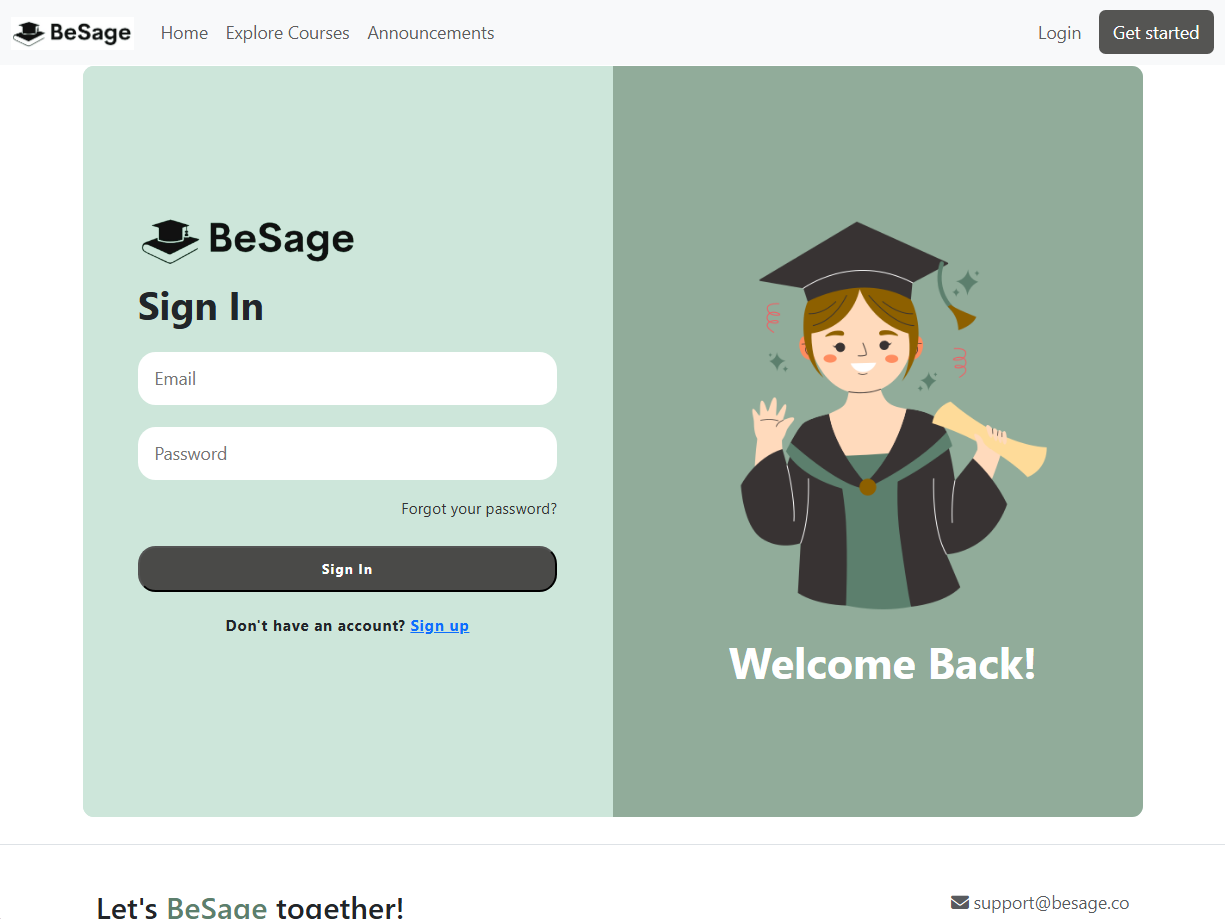 BeSage Home Explore Courses Announcements Login Get started
BeSage
Sign In
Email
Password
Forgot your password?
Sign In
Don't have an account? Sign up
Welcome Back!
Let's BeSage together!
support@besage.co